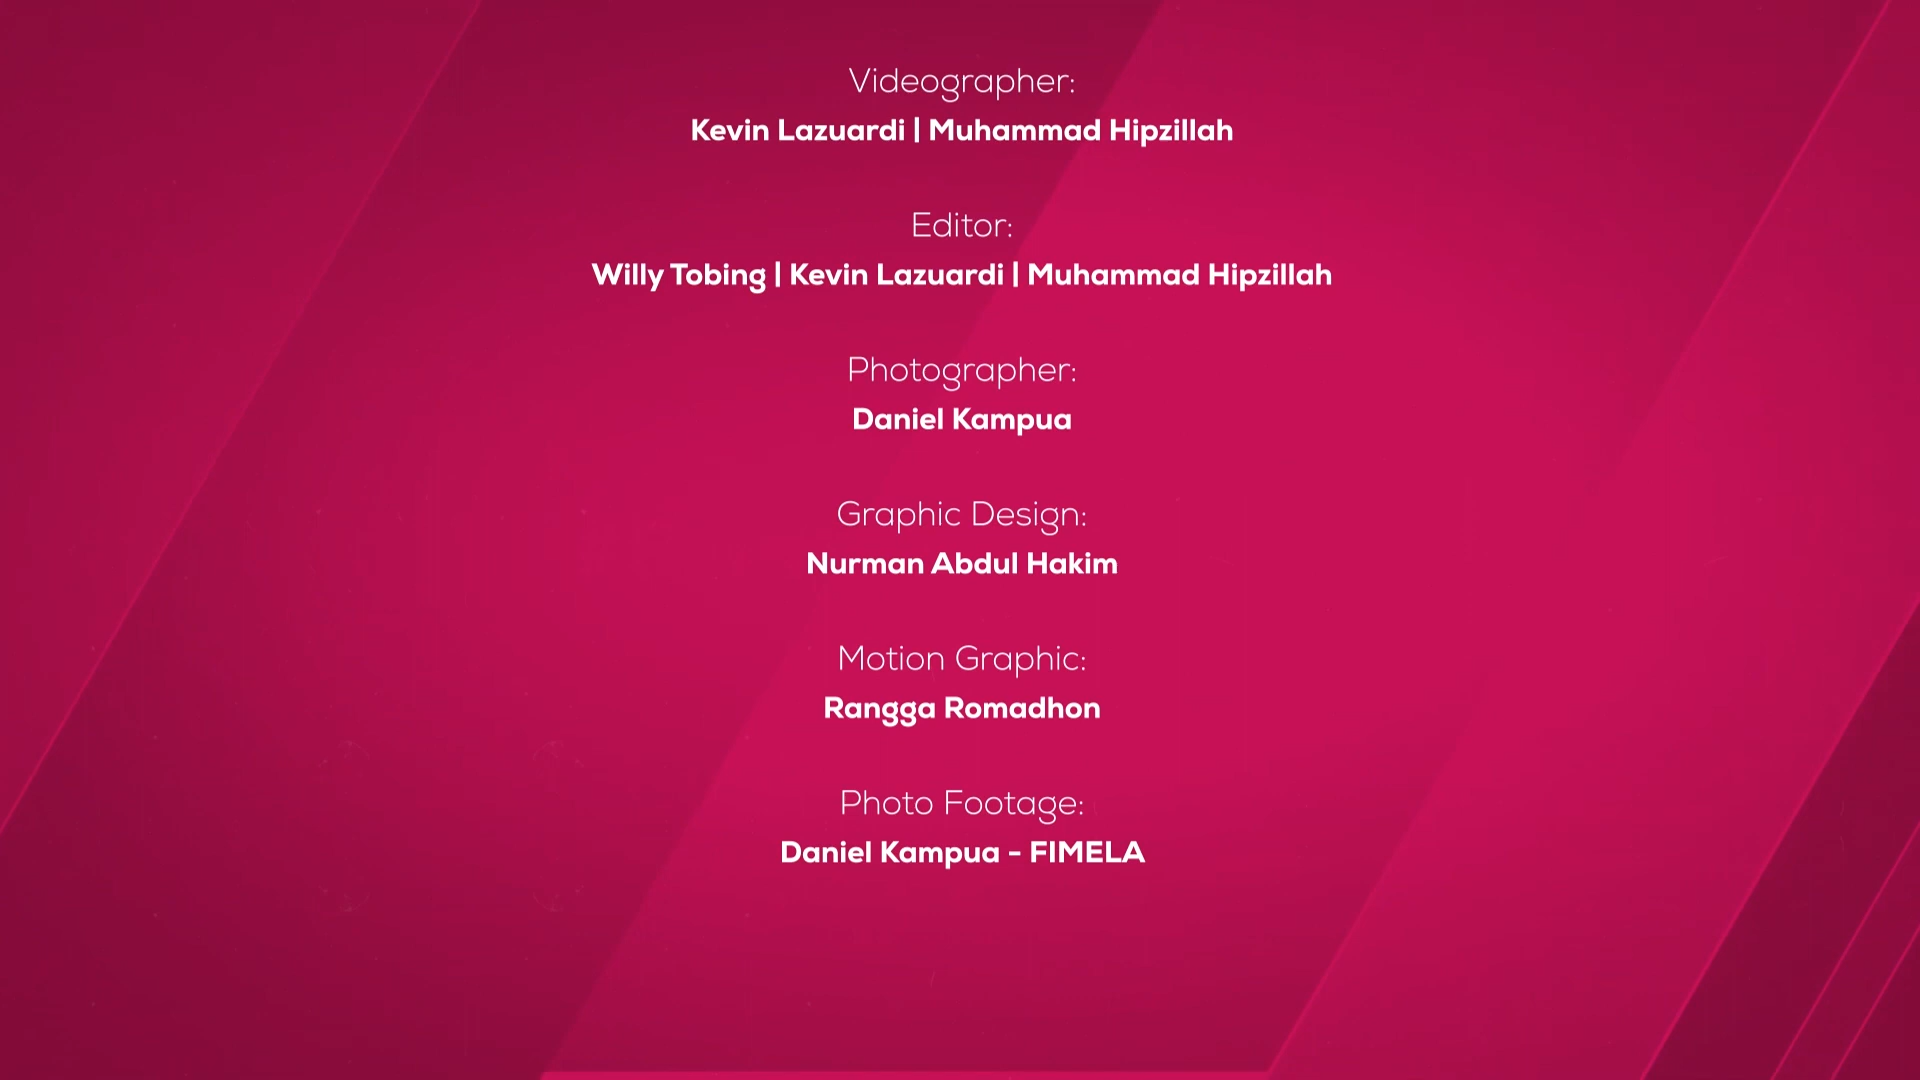 Videographer:
Kevin Lazuardi | Muhammad Hipzillah
Editor:
Willy Tobing | Kevin Lazuardi | Muhammad Hipzillah
Photographer:
Daniel Kampua
Graphic Design:
Nurman Abdul Hakim
Motion Graphic:
Rangga Romadhon
Photo Footage:
Daniel Kampua - FIMELA